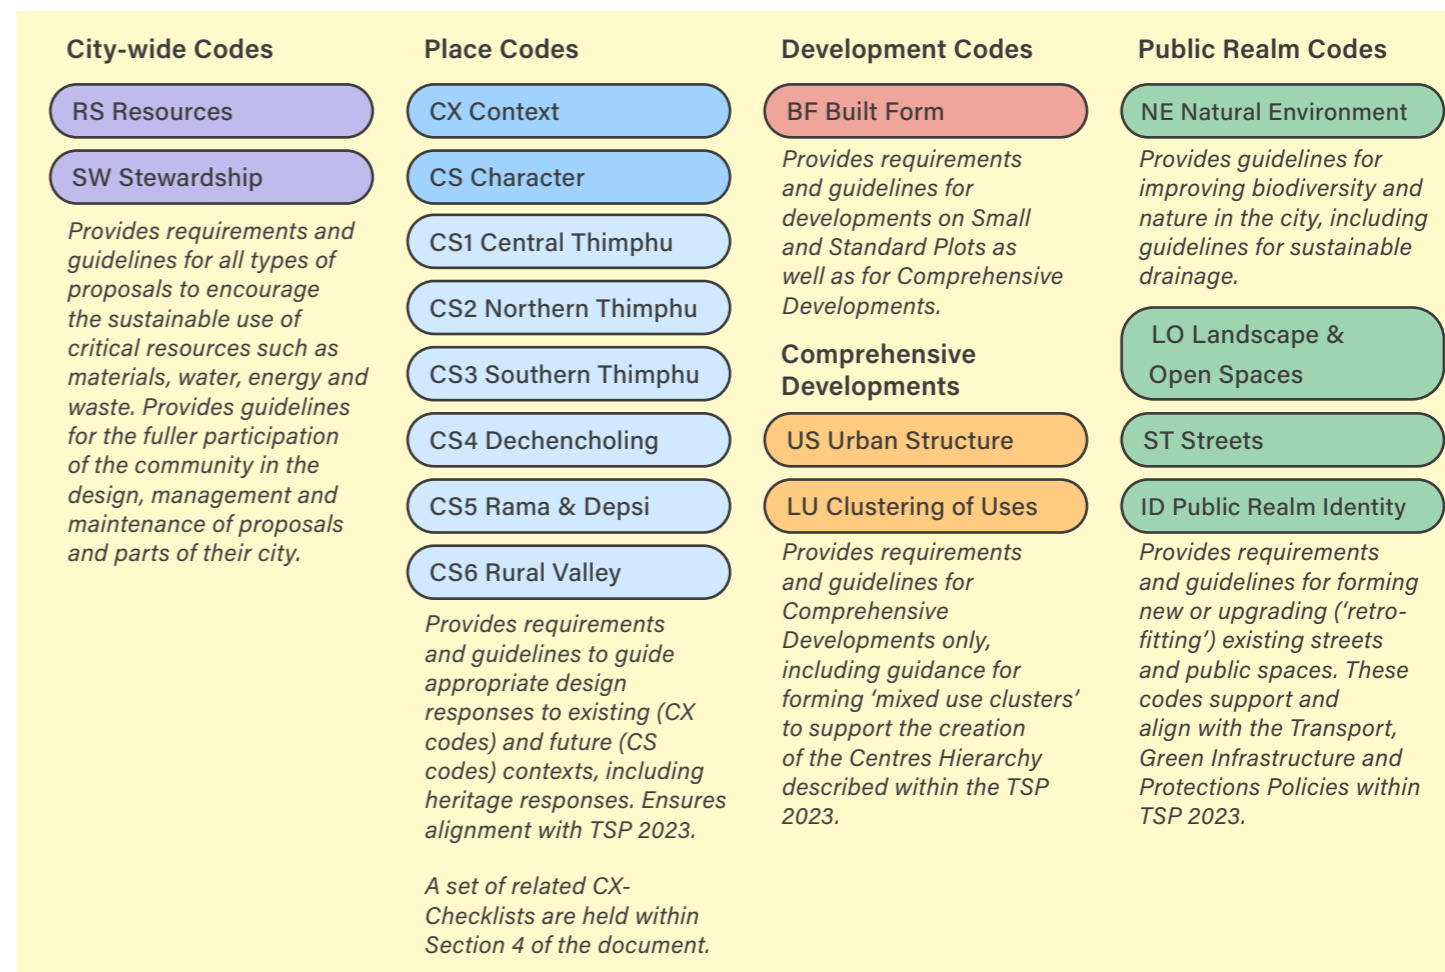 City-wide Codes
RS Resources
SW Stewardship
Provides requirements and
guidelines for all types of
proposals to encourage
the sustainable use of
critical resources such as
materials, water, energy and
waste. Provides guidelines
for the fuller participation
of the community in the
design, management and
maintenance of proposals
and parts of their city.
Place Codes
CX Context
CS Character
CS1 Central Thimphu
CS2 Northern Thimphu
CS3 Southern Thimphu
CS4 Dechencholing
CS5 Rama & Depsi
CS6 Rural Valley
Provides requirements
and guidelines to guide
appropriate design
responses to existing (CX
codes) and future (CS
codes) contexts, including
heritage responses. Ensures
alignment with TSP 2023.
A set of related CX-
Checklists are held within
Section 4 of the document.
Development Codes
BF Built Form
Provides requirements
and guidelines for
developments on Small
and Standard Plots as
well as for Comprehensive
Developments.
Comprehensive
Developments
US Urban Structure
LU Clustering of Uses
Provides requirements
and guidelines for
Comprehensive
Developments only,
including guidance for
forming ‘mixed use clusters’
to support the creation
of the Centres Hierarchy
described within the TSP
2023.
Public Realm Codes
NE Natural Environment
Provides guidelines for
improving biodiversity and
nature in the city, including
guidelines for sustainable
drainage.
LO Landscape &
Open Spaces
ST Streets
ID Public Realm Identity
Provides requirements
and guidelines for forming
new or upgrading (‘retro-
fitting’) existing streets
and public spaces. These
codes support and
align with the Transport,
Green Infrastructure and
Protections Policies within
TSP 2023.